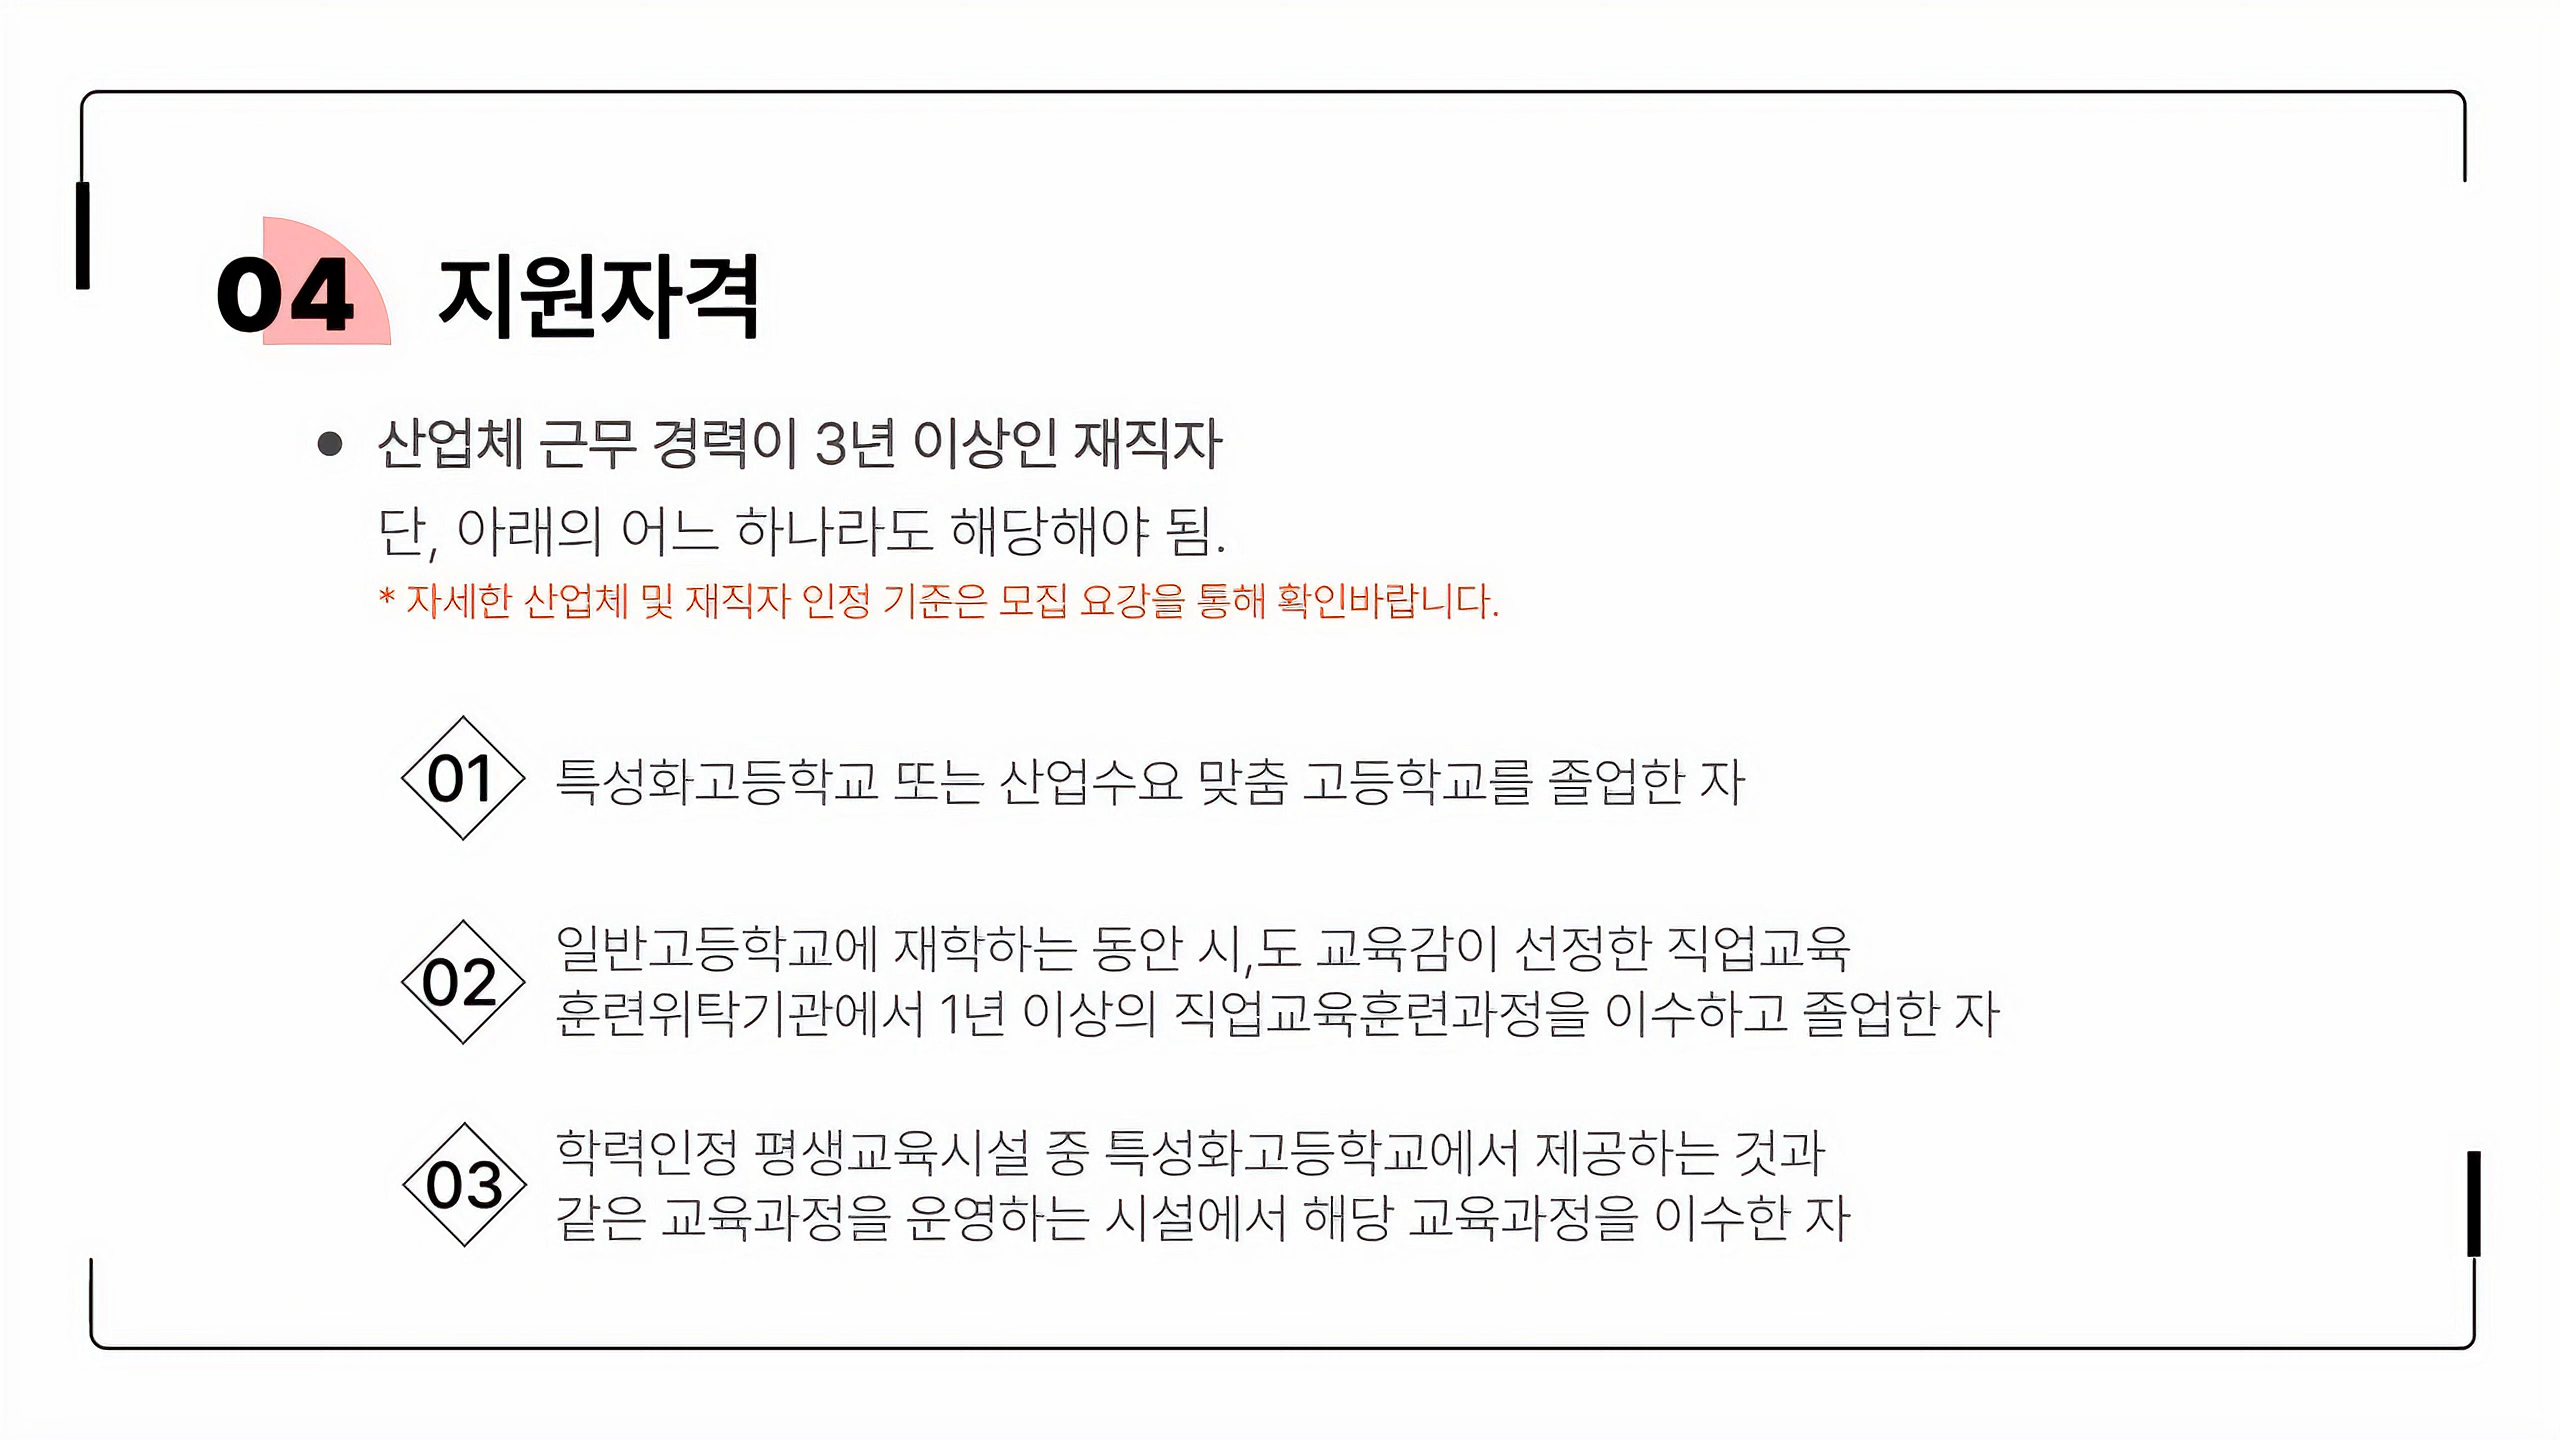 04 지원자격
● 산업체 근무 경력이 3년 이상인 재직자
단, 아래의 어느 하나라도 해당해야 됨.
* 자세한 산업체 및 재직자 인정 기준은 모집 요강을 통해 확인바랍니다.
01 특성화고등학교 또는 산업수요 맞춤 고등학교를 졸업한 자
02 일반고등학교에 재학하는 동안 시,도 교육감이 선정한 직업교육
훈련위탁기관에서 1년 이상의 직업교육훈련과정을 이수하고 졸업한 자
03 학력인정 평생교육시설 중 특성화고등학교에서 제공하는 것과
같은 교육과정을 운영하는 시설에서 해당 교육과정을 이수한 자